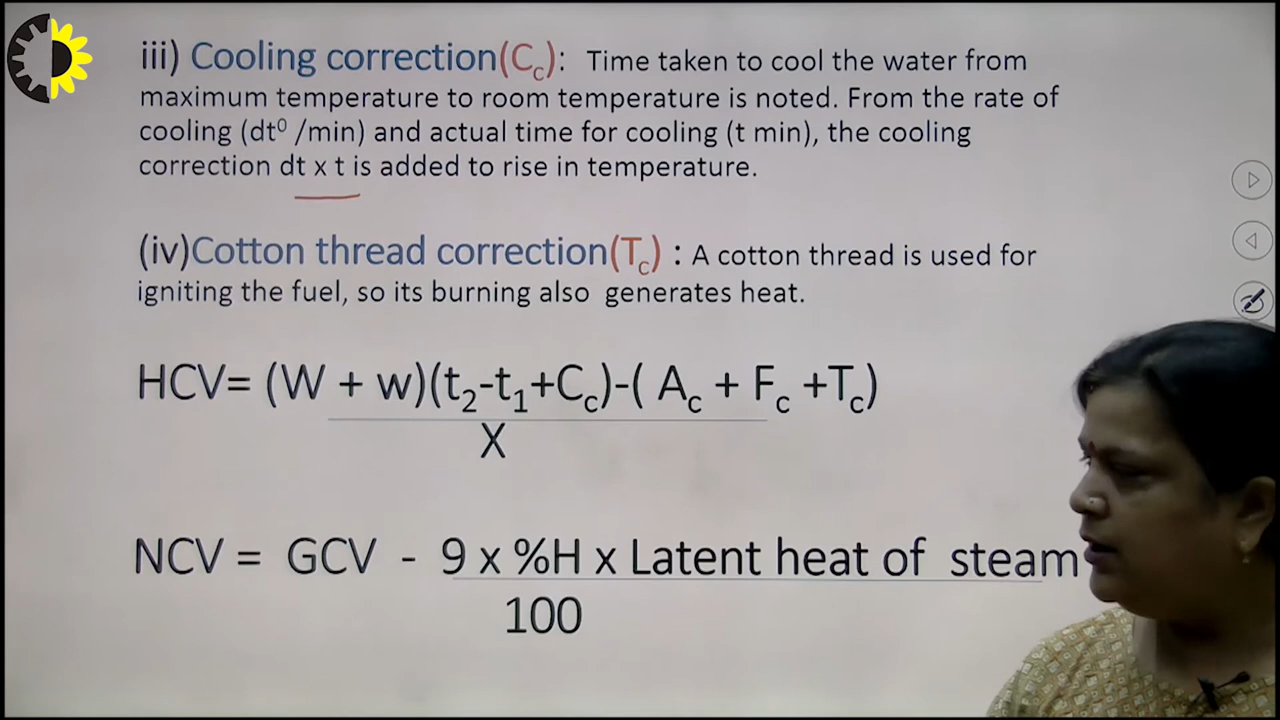 iii) Cooling correction(Cc): Time taken to cool the water from
maximum temperature to room temperature is noted. From the rate of
cooling (dt⁰ /min) and actual time for cooling (t min), the cooling
correction dt x t is added to rise in temperature.
(iv)Cotton thread correction(Tc) : A cotton thread is used for
igniting the fuel, so its burning also generates heat.
HCV= (W + w)(t₂-t₁+Cc)-( Ac + Fc +Tc)
X
NCV = GCV - 9 x %H x Latent heat of steam
100